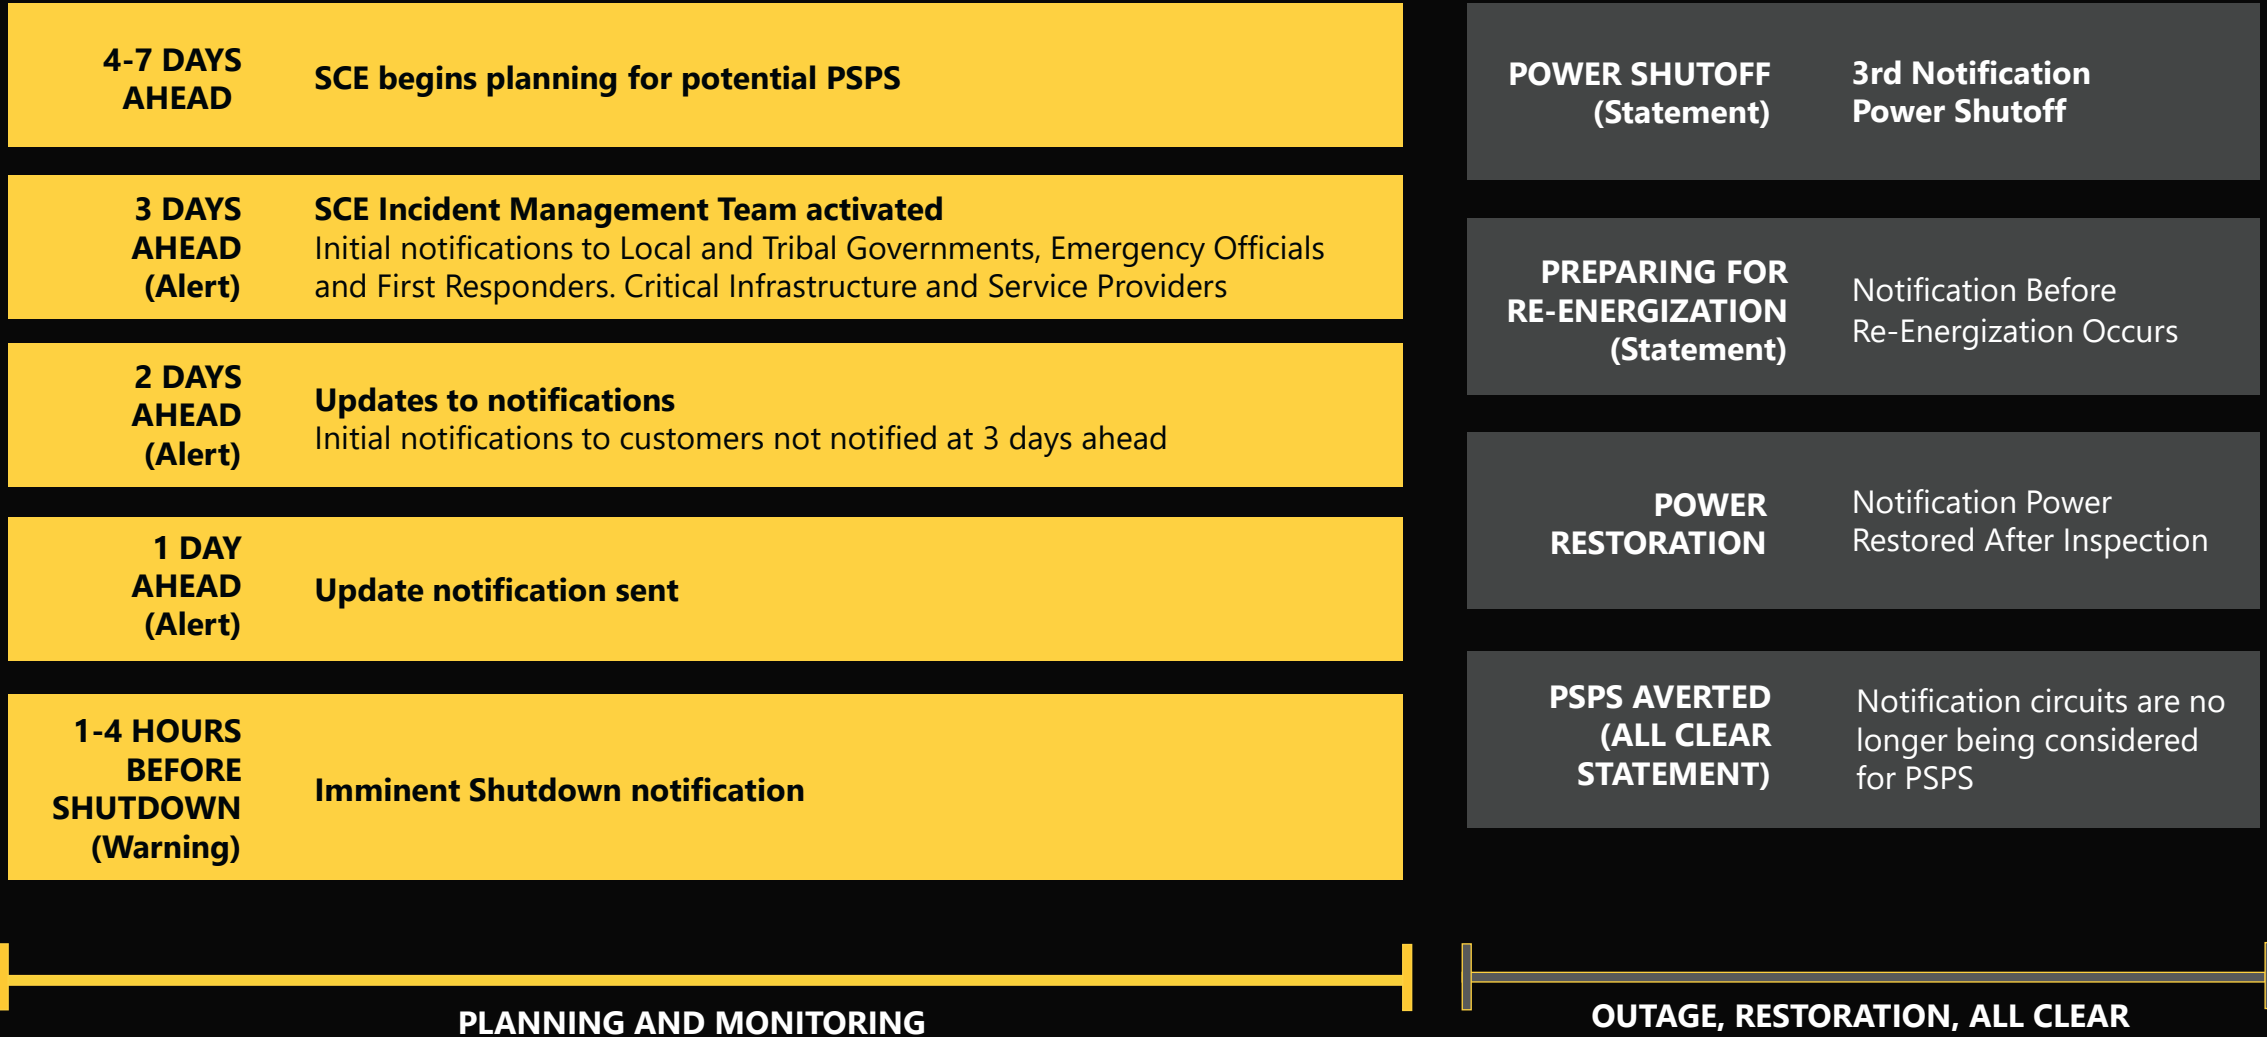 4-7 DAYS
AHEAD
SCE begins planning for potential PSPS
3 DAYS
AHEAD
(Alert)
SCE Incident Management Team activated
Initial notifications to Local and Tribal Governments, Emergency Officials
and First Responders. Critical Infrastructure and Service Providers
2 DAYS
AHEAD
(Alert)
Updates to notifications
Initial notifications to customers not notified at 3 days ahead
1 DAY
AHEAD
(Alert)
Update notification sent
1-4 HOURS
BEFORE
SHUTDOWN
(Warning)
Imminent Shutdown notification
PLANNING AND MONITORING
POWER SHUTOFF
(Statement)
3rd Notification
Power Shutoff
PREPARING FOR
RE-ENERGIZATION
(Statement)
Notification Before
Re-Energization Occurs
POWER
RESTORATION
Notification Power
Restored After Inspection
PSPS AVERTED
(ALL CLEAR
STATEMENT)
Notification circuits are no
longer being considered
for PSPS
OUTAGE, RESTORATION, ALL CLEAR